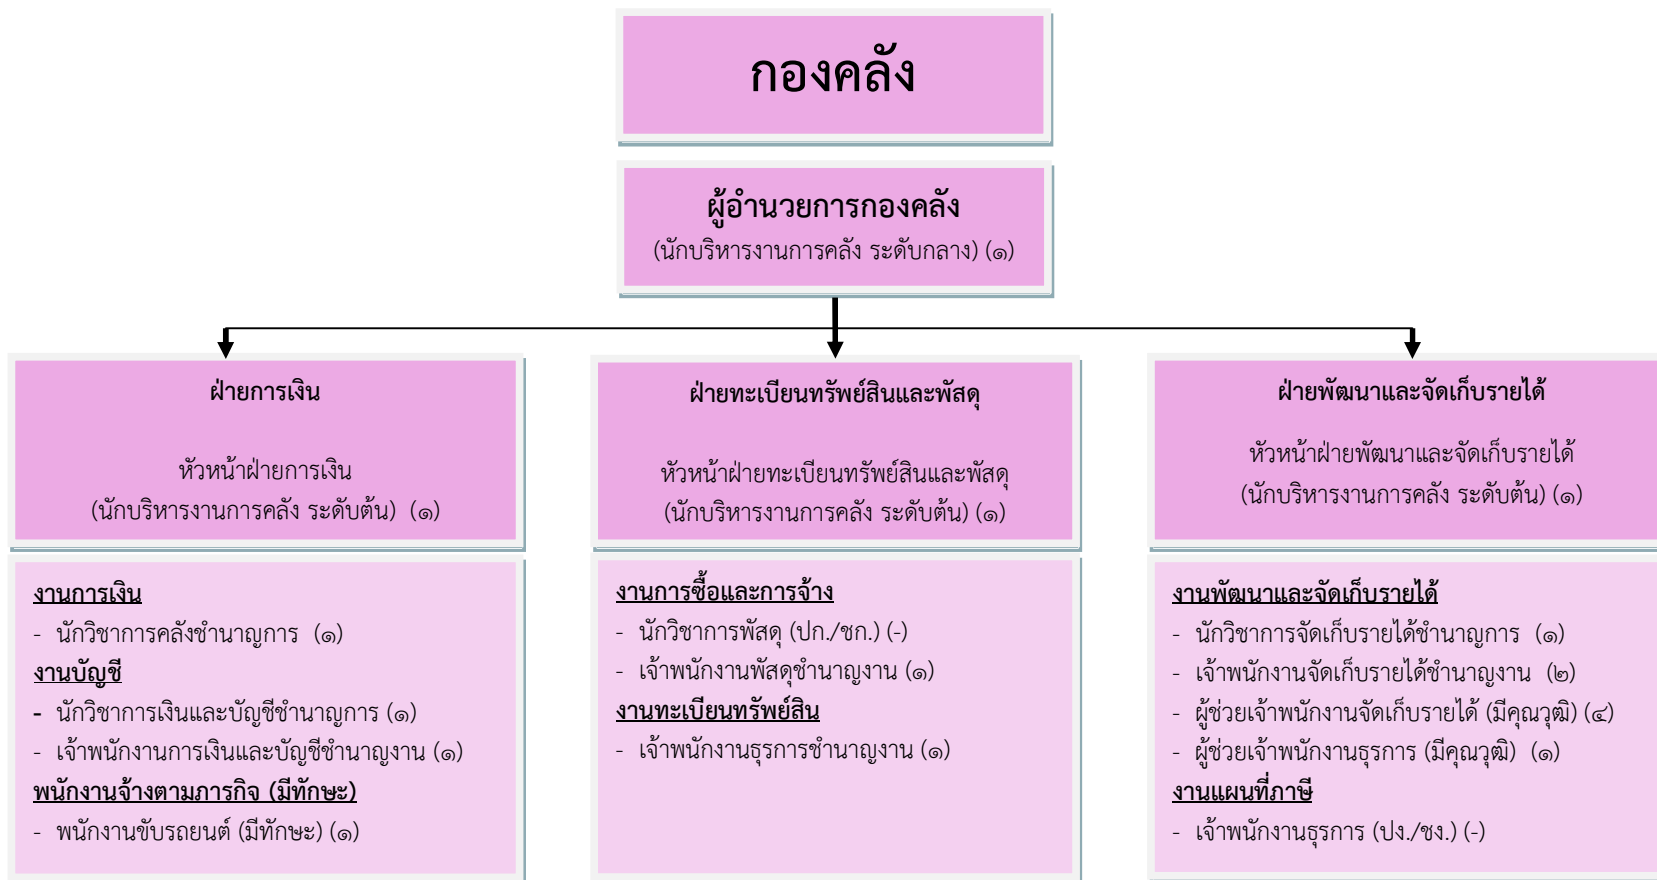 กองคลัง
ผู้อำนวยการกองคลัง
(นักบริหารงานการคลัง ระดับกลาง) (๑)
ฝ่ายการเงิน
หัวหน้าฝ่ายการเงิน
(นักบริหารงานการคลัง ระดับต้น) (๑)
งานการเงิน
- นักวิชาการคลังชำนาญการ (๑)
งานบัญชี
- นักวิชาการเงินและบัญชีชำนาญการ (๑)
- เจ้าพนักงานการเงินและบัญชีชำนาญงาน (๑)
พนักงานจ้างตามภารกิจ (มีทักษะ)
- พนักงานขับรถยนต์ (มีทักษะ) (๑)
ฝ่ายทะเบียนทรัพย์สินและพัสดุ
หัวหน้าฝ่ายทะเบียนทรัพย์สินและพัสดุ
(นักบริหารงานการคลัง ระดับต้น) (๑)
งานการซื้อและการจ้าง
- นักวิชาการพัสดุ (ปก./ชก.) (-)
- เจ้าพนักงานพัสดุชำนาญงาน (๑)
งานทะเบียนทรัพย์สิน
- เจ้าพนักงานธุรการชำนาญงาน (๑)
ฝ่ายพัฒนาและจัดเก็บรายได้
หัวหน้าฝ่ายพัฒนาและจัดเก็บรายได้
(นักบริหารงานการคลัง ระดับต้น) (๑)
งานพัฒนาและจัดเก็บรายได้
- นักวิชาการจัดเก็บรายได้ชำนาญการ (๑)
- เจ้าพนักงานจัดเก็บรายได้ชำนาญงาน (๒)
- ผู้ช่วยเจ้าพนักงานจัดเก็บรายได้ (มีคุณวุฒิ) (๔)
- ผู้ช่วยเจ้าพนักงานธุรการ (มีคุณวุฒิ) (๑)
งานแผนที่ภาษี
- เจ้าพนักงานธุรการ (ปง./ชง.) (-)